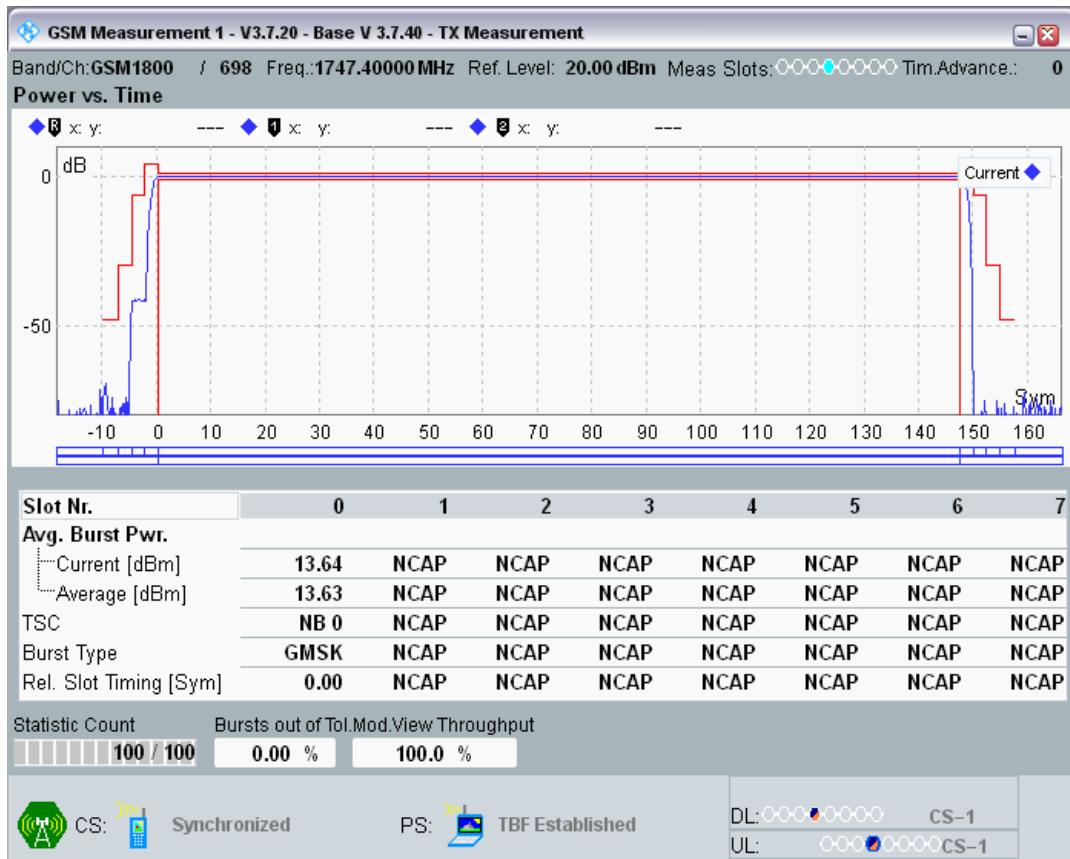 GSM Measurement 1 - V3.7.20 - Base V 3.7.40 - TX Measurement
Band/Ch:GSM1800 / 698 Freq.:1747.40000 MHz Ref. Level: 20.00 dBm Meas Slots: Tim.Advance.: 0
Power vs. Time
R x: y: --- 1 x: y: --- 2 x: y: ---
dB
Current
0
-50
Sym
-10 0 10 20 30 40 50 60 70 80 90 100 110 120 130 140 150 160
Slot Nr. 0 1 2 3 4 5 6 7
Avg. Burst Pwr.
Current [dBm] 13.64 NCAP NCAP NCAP NCAP NCAP NCAP NCAP
Average [dBm] 13.63 NCAP NCAP NCAP NCAP NCAP NCAP NCAP
TSC NB 0 NCAP NCAP NCAP NCAP NCAP NCAP NCAP
Burst Type GMSK NCAP NCAP NCAP NCAP NCAP NCAP NCAP
Rel. Slot Timing [Sym] 0.00 NCAP NCAP NCAP NCAP NCAP NCAP NCAP
Statistic Count Bursts out of Tol. Mod.View Throughput
100 / 100 0.00 % 100.0 %
CS: Synchronized PS: TBF Established DL: CS-1
UL: CS-1